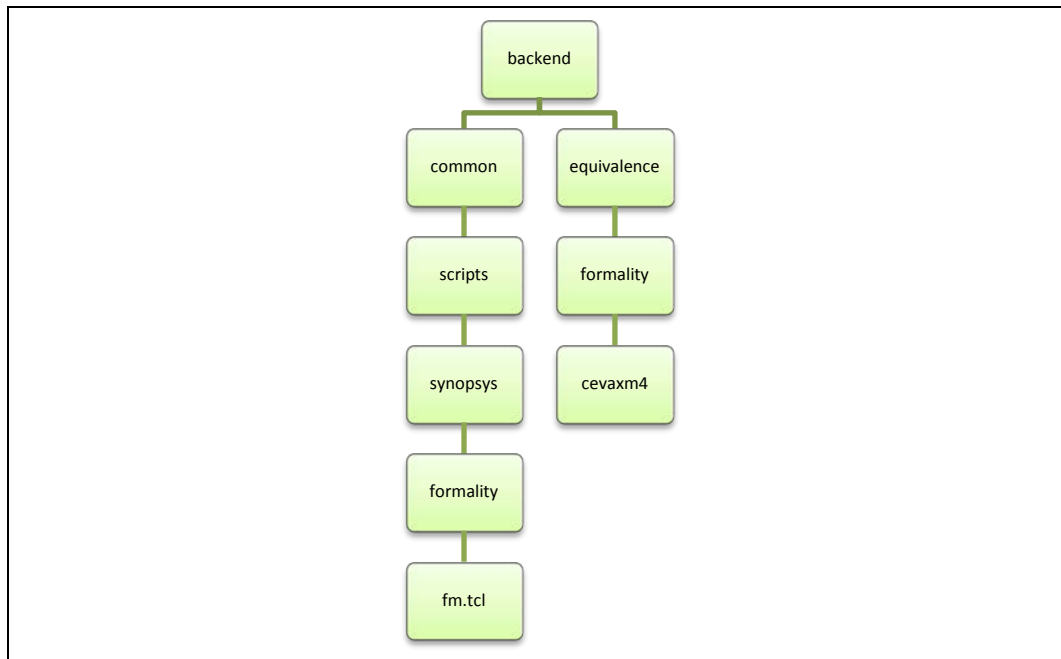 backend
common
equivalence
scripts
formality
synopsys
cevaxm4
formality
fm.tcl